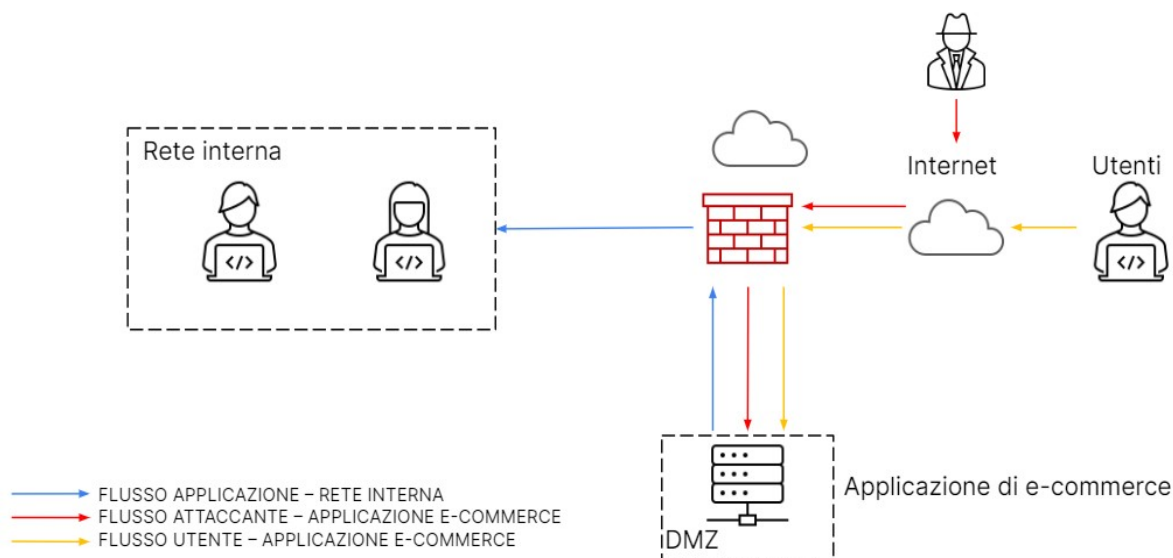 Rete interna
Internet
Utenti
Applicazione di e-commerce
DMZ
FLUSSO APPLICAZIONE – RETE INTERNA
FLUSSO ATTACCANTE – APPLICAZIONE E-COMMERCE
FLUSSO UTENTE – APPLICAZIONE E-COMMERCE